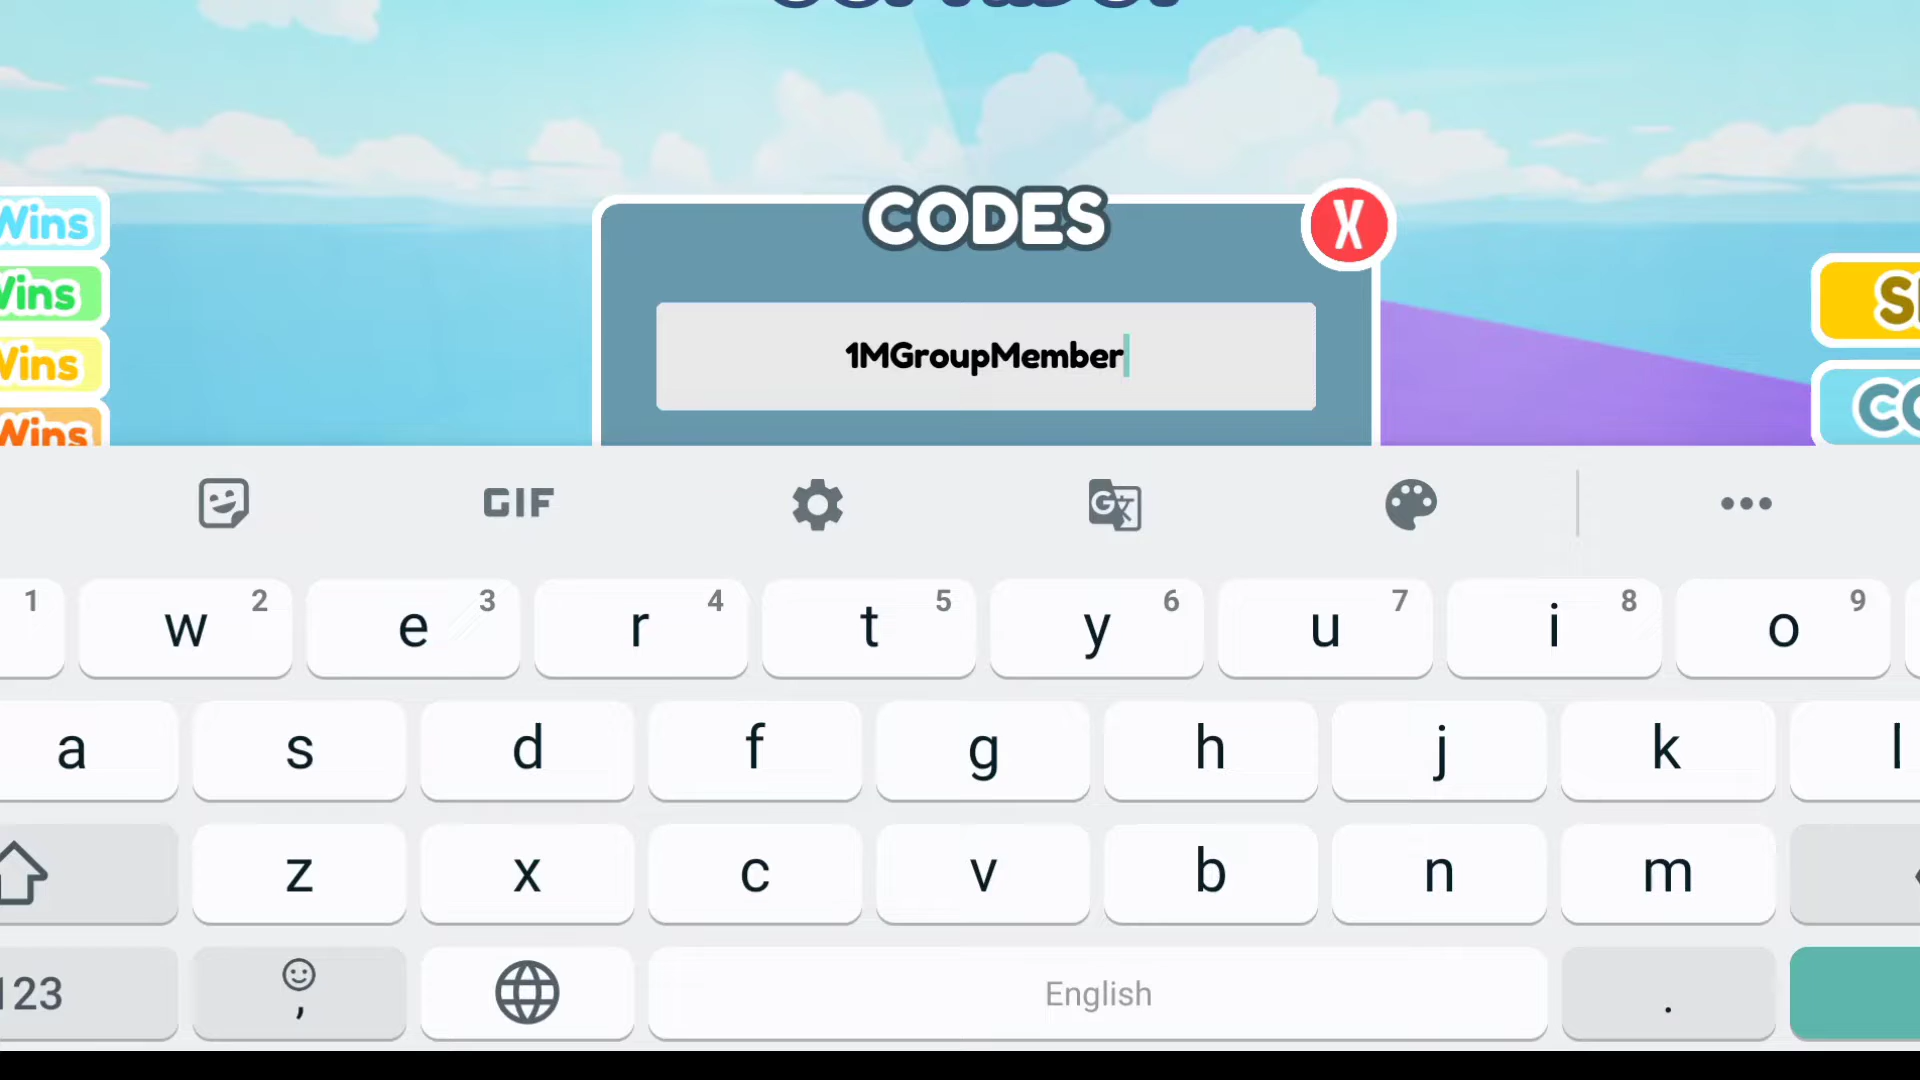 Wins
Wins
Wins
Wins
CODES
X
1MGroupMember
GIF
G
1 w 2 e 3 r 4 t 5 y 6 u 7 i 8 o 9
a s d f g h j k l
z x c v b n m
123 , English .